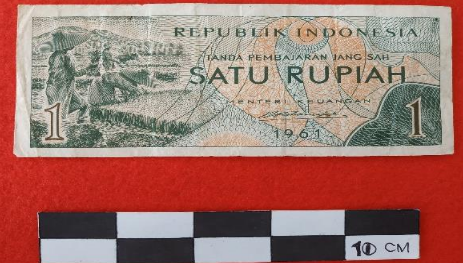 REPUBLIK INDONESIA
TANDA PEMBAJARAN JANG SAH
SATU RUPIAH
MENTERI KEUANGAN
1961
1 1
10 CM